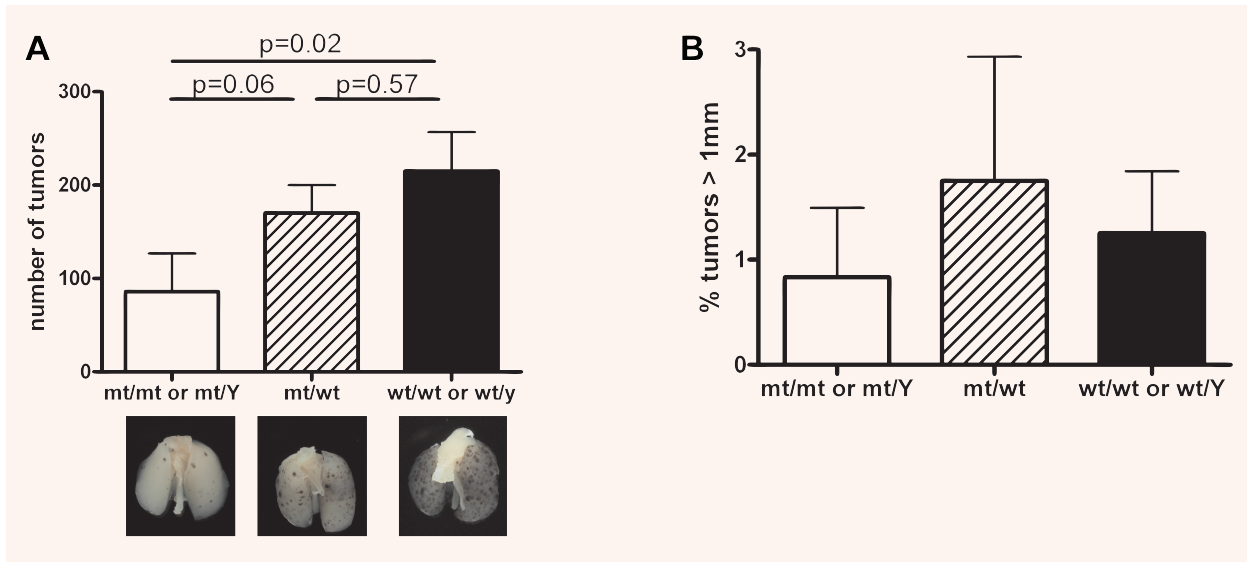 A
p=0.02
p=0.06
p=0.57
number of tumors
300
200
100
0
mt/mt or mt/Y
mt/wt
wt/wt or wt/y
B
% tumors > 1mm
3
2
1
0
mt/mt or mt/Y
mt/wt
wt/wt or wt/Y